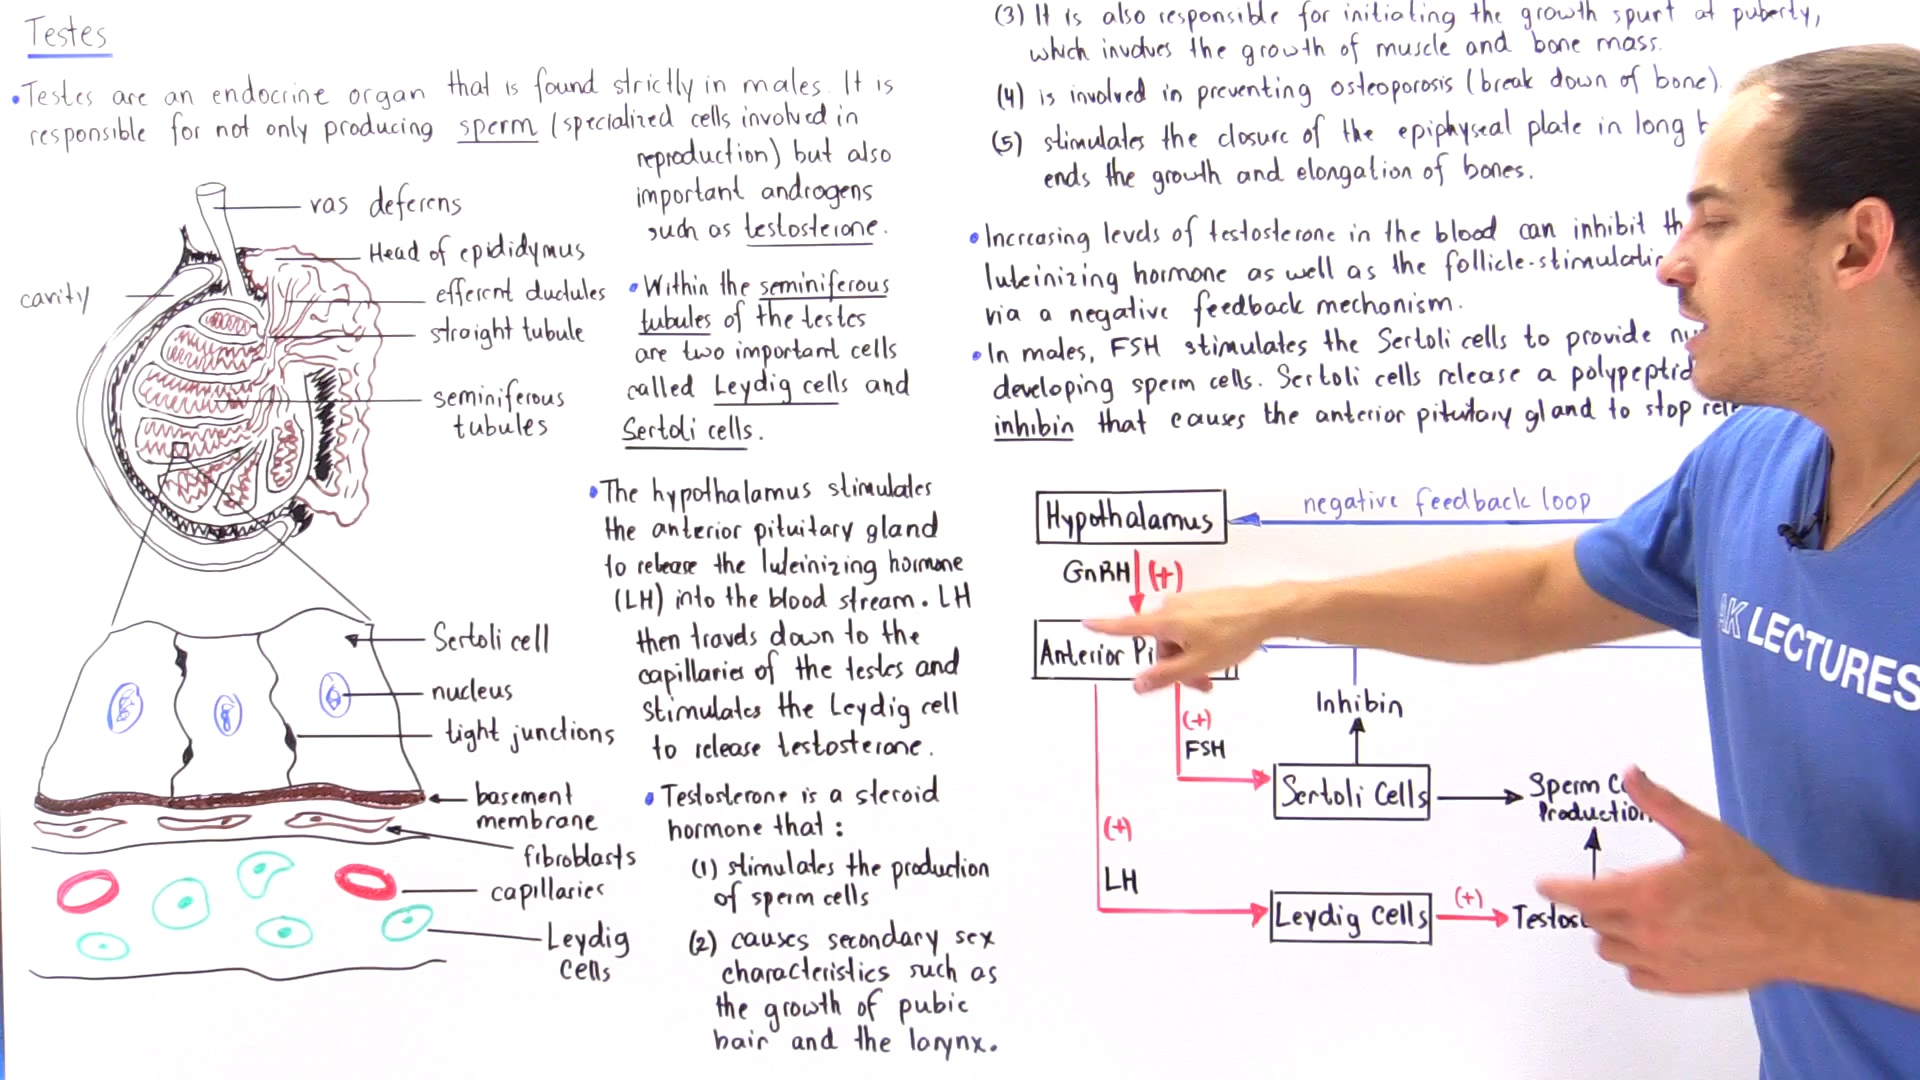 Testes
• Testes are an endocrine organ that is found strictly in males. It is
responsible for not only producing sperm (specialized cells involved in
reproduction) but also
important androgens
such as testosterone.
vas deferens
Head of epididymus
cavity
efferent ductules
straight tubule
seminiferous
tubules
• Within the seminiferous
tubules of the testes
are two important cells
called Leydig cells and
Sertoli cells.
• The hypothalamus stimulates
the anterior pituitary gland
to release the luteinizing hormone
(LH) into the blood stream. LH
then travels down to the
capillaries of the testes and
stimulates the Leydig cell
to release testosterone.
Sertoli cell
nucleus
tight junctions
basement
membrane
fibroblasts
capillaries
Leydig
cells
• Testosterone is a steroid
hormone that:
(1) stimulates the production
of sperm cells
(2) causes secondary sex
characteristics such as
the growth of pubic
hair and the larynx.
(3) It is also responsible for initiating the growth spurt at puberty,
which involves the growth of muscle and bone mass.
(4) is involved in preventing osteoporosis (break down of bone).
(5) stimulates the closure of the epiphyseal plate in long
ends the growth and elongation of bones.
• Increasing levels of testosterone in the blood can inhibit
luteinizing hormone as well as the
via a negative feedback mechanism.
• In males, FSH stimulates the Sertoli cells to provide
developing sperm cells. Sertoli cells release a
inhibin that causes the anterior pituitary gland to stop
Hypothalamus
negative feedback loop
GnRH (+)
Anterior
(+)
FSH
Inhibin
Sertoli Cells
Sperm
Production
(+)
LH
Leydig Cells
(+)
AK LECTURES